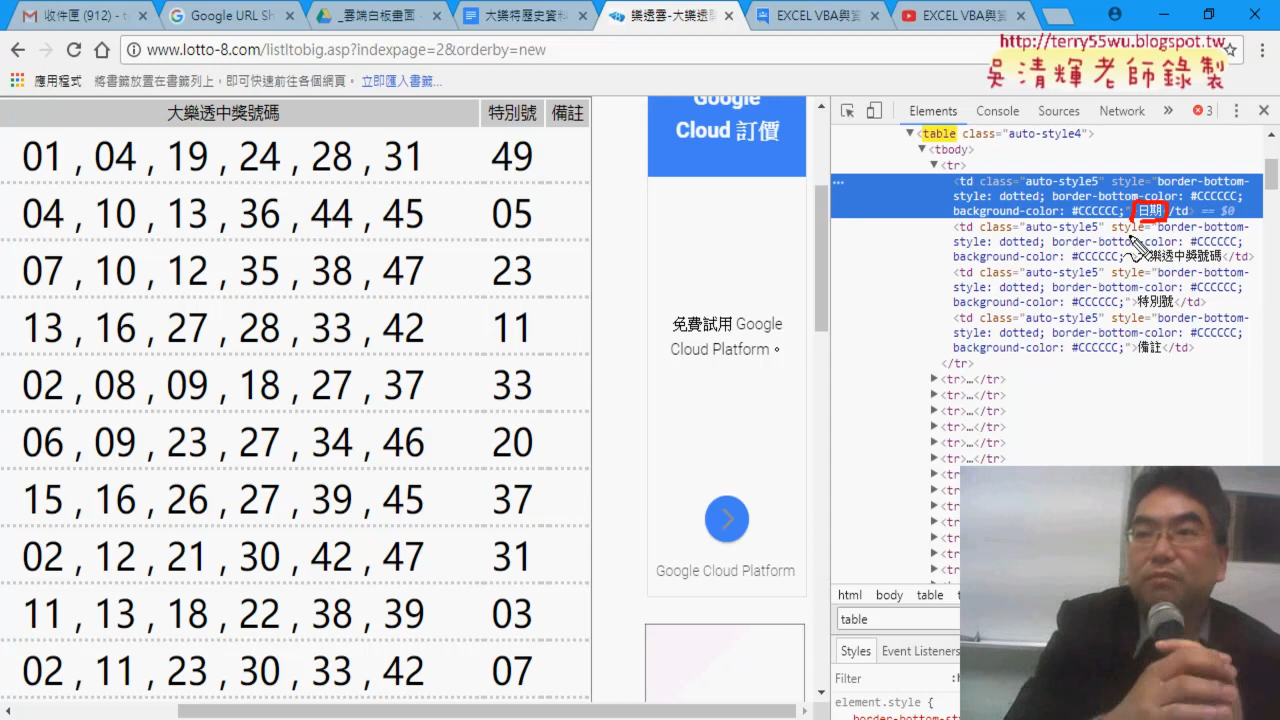 收件匣 (912) - t
Google URL Sh
_雲端白板畫面 -
大樂特歷史資料
樂透雲-大樂透
EXCEL VBA與
EXCEL VBA與
www.lotto-8.com/listltobig.asp?indexpage=2&orderby=new
http://terry55wu.blogspot.tw
吳清輝老師錄製
應用程式
將書籤放置在書籤列上，即可快速前往各個網頁。
立即匯入書籤...
大樂透中獎號碼 特別號 備註
01 , 04 , 19 , 24 , 28 , 31 49
04 , 10 , 13 , 36 , 44 , 45 05
07 , 10 , 12 , 35 , 38 , 47 23
13 , 16 , 27 , 28 , 33 , 42 11
02 , 08 , 09 , 18 , 27 , 37 33
06 , 09 , 23 , 27 , 34 , 46 20
15 , 16 , 26 , 27 , 39 , 45 37
02 , 12 , 21 , 30 , 42 , 47 31
11 , 13 , 18 , 22 , 38 , 39 03
02 , 11 , 23 , 30 , 33 , 42 07
Google
Cloud 訂價
免費試用 Google
Cloud Platform。
Google Cloud Platform
Elements Console Sources Network » 3
<table class="auto-style4">
<tbody>
<tr>
<td class="auto-style5" style="border-bottom-
style: dotted; border-bottom-color: #CCCCCC;
background-color: #CCCCCC;">日期</td> == $0
<td class="auto-style5" style="border-bottom-
style: dotted; border-bottom-color: #CCCCCC;
background-color: #CCCCCC;">大樂透中獎號碼</td>
<td class="auto-style5" style="border-bottom-
style: dotted; border-bottom-color: #CCCCCC;
background-color: #CCCCCC;">特別號</td>
<td class="auto-style5" style="border-bottom-
style: dotted; border-bottom-color: #CCCCCC;
background-color: #CCCCCC;">備註</td>
</tr>
<tr>…</tr>
<tr>…</tr>
<tr>…</tr>
<tr>…</tr>
<tr>…</tr>
<tr>…</tr>
<tr>
<tr>
<tr>
<tr>
<tr>
<tr>
<tr>
html body table
table
Styles Event Listeners
Filter :h
element.style {
border-bottom-sty